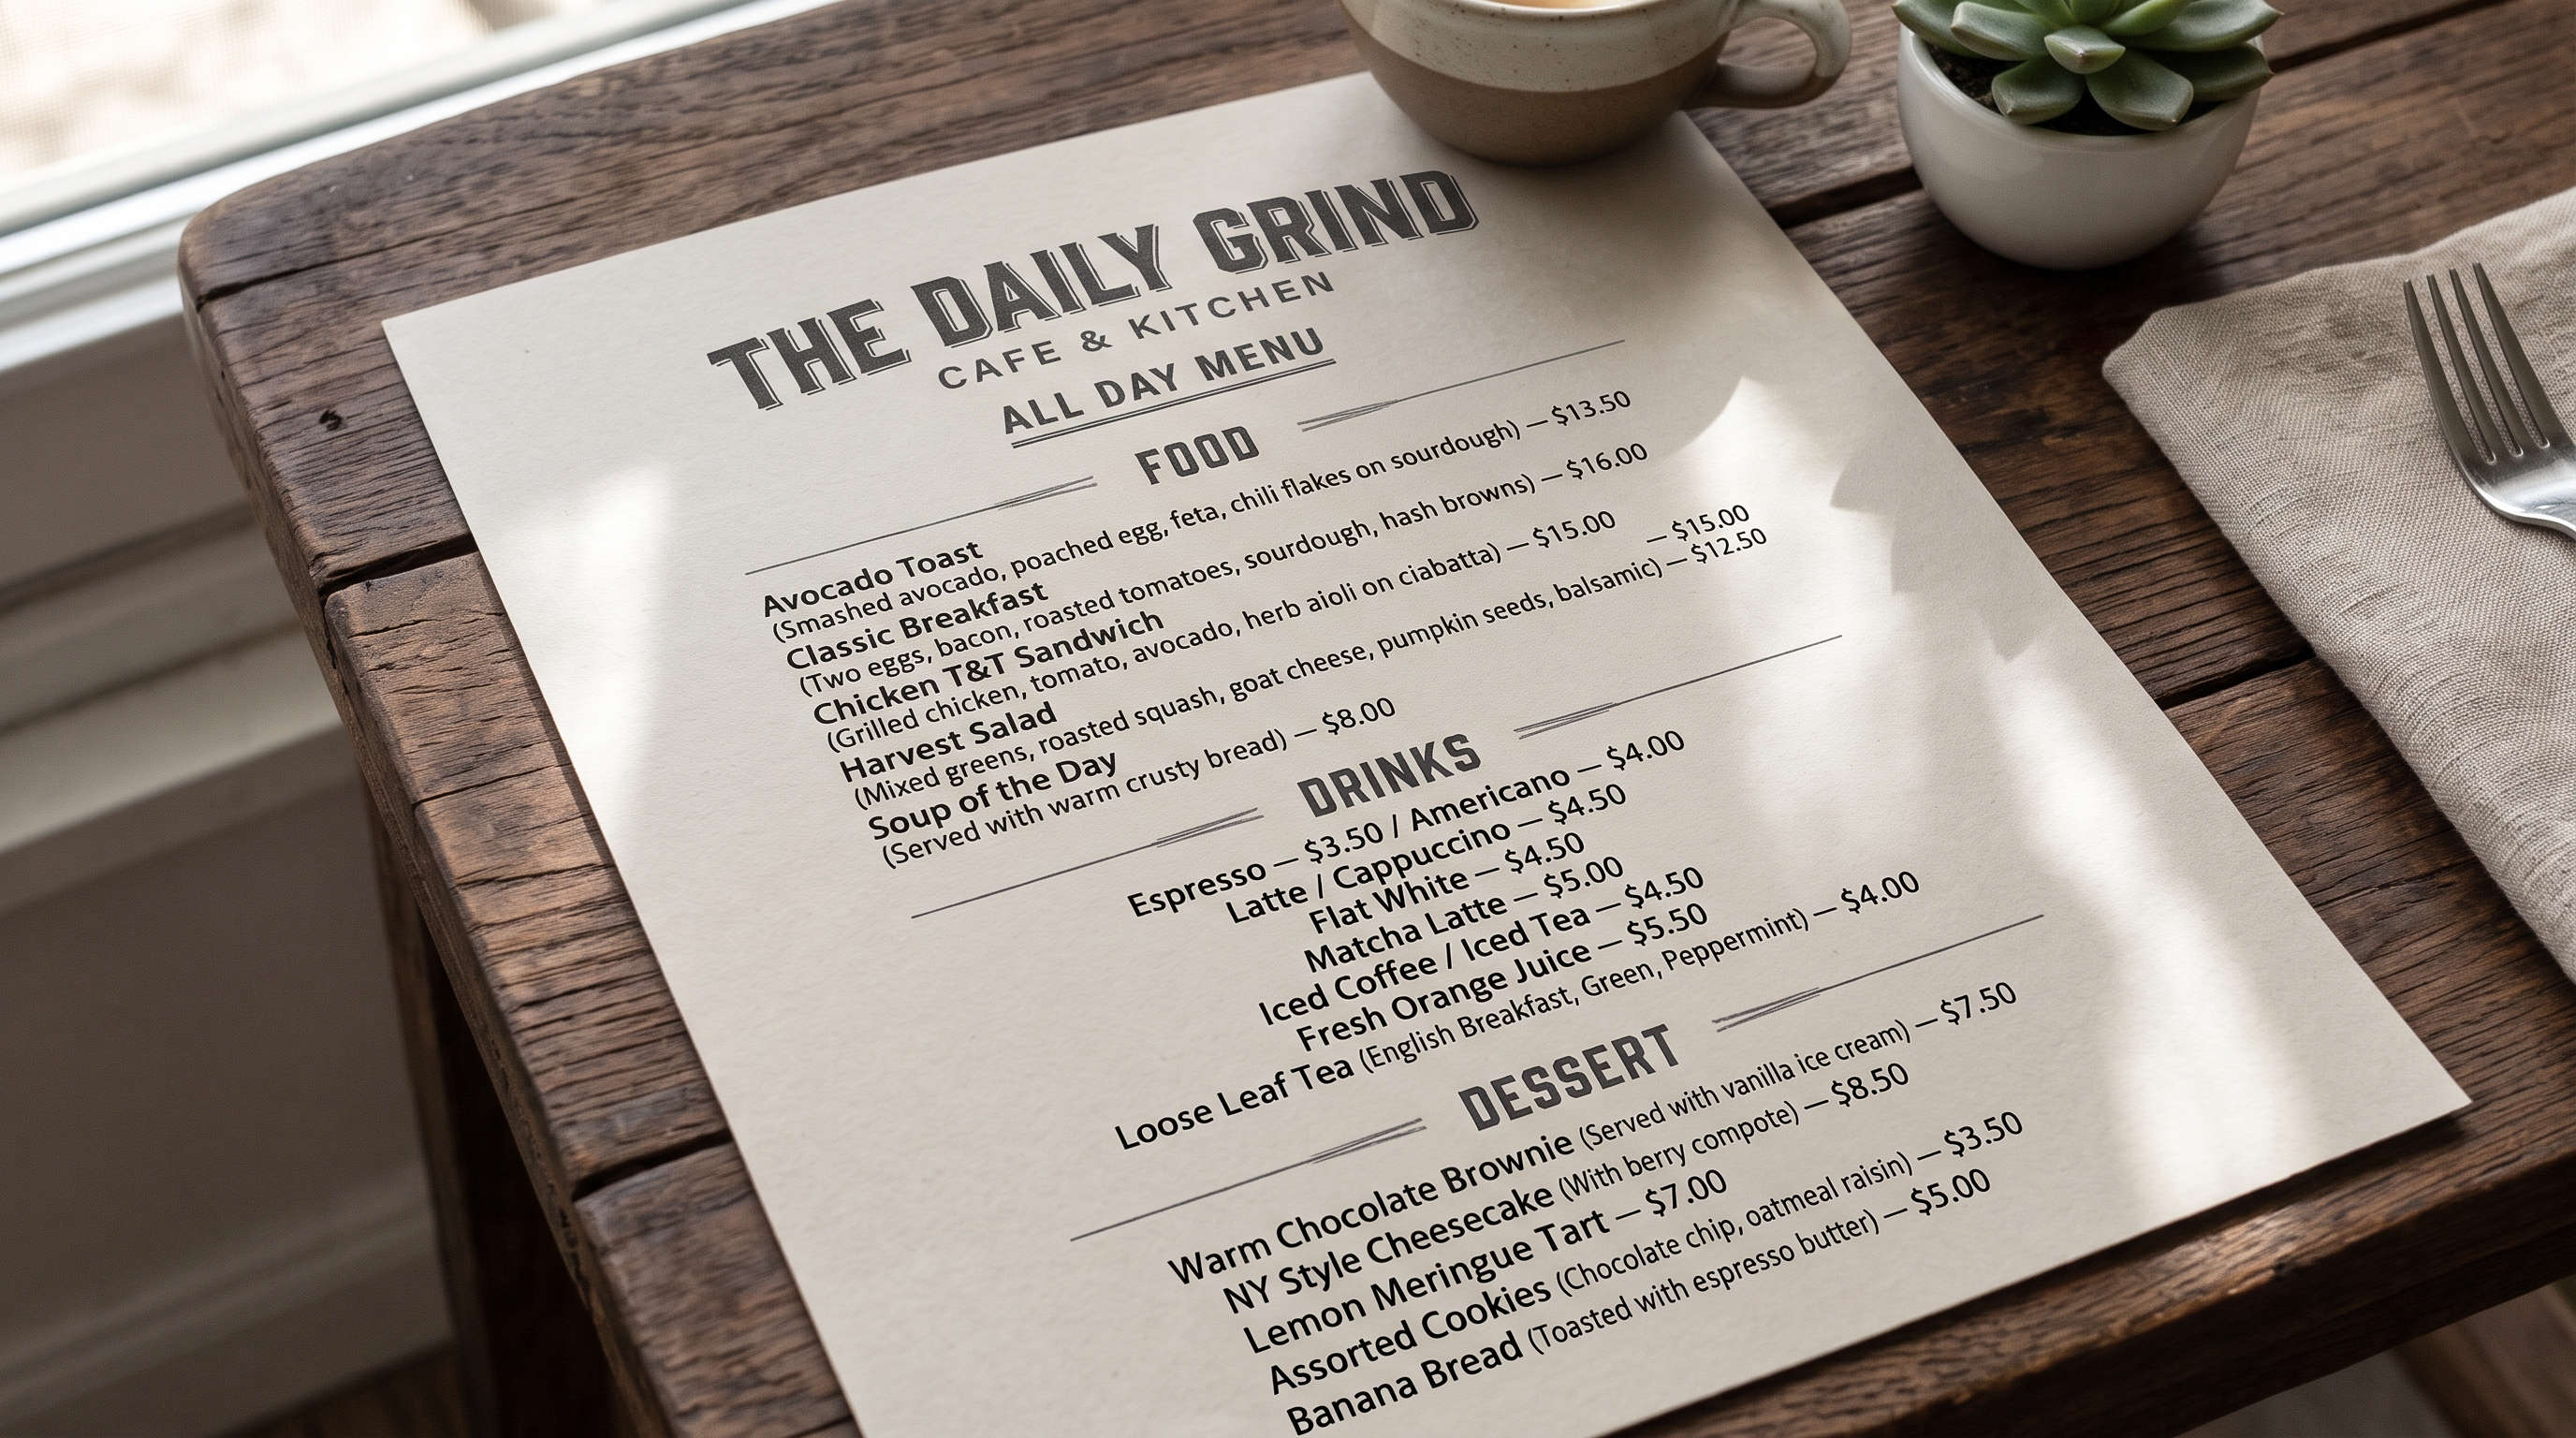 THE DAILY GRIND
CAFE & KITCHEN
ALL DAY MENU
FOOD
Avocado Toast
(Smashed avocado, poached egg, feta, chili flakes on sourdough) — $13.50
Classic Breakfast
(Two eggs, bacon, roasted tomatoes, sourdough, hash browns) — $16.00
Chicken T&T Sandwich
(Grilled chicken, tomato, avocado, herb aioli on ciabatta) — $15.00 — $15.00
Harvest Salad
(Mixed greens, roasted squash, goat cheese, pumpkin seeds, balsamic) — $12.50
Soup of the Day
(Served with warm crusty bread) — $8.00
DRINKS
Espresso — $3.50 / Americano — $4.00
Latte / Cappuccino — $4.50
Flat White — $4.50
Matcha Latte — $5.00
Iced Coffee / Iced Tea — $4.50
Fresh Orange Juice — $5.50
Loose Leaf Tea (English Breakfast, Green, Peppermint) — $4.00
DESSERT
Warm Chocolate Brownie (Served with vanilla ice cream) — $7.50
NY Style Cheesecake (With berry compote) — $8.50
Lemon Meringue Tart — $7.00
Assorted Cookies (Chocolate chip, oatmeal raisin) — $3.50
Banana Bread (Toasted with espresso butter) — $5.00